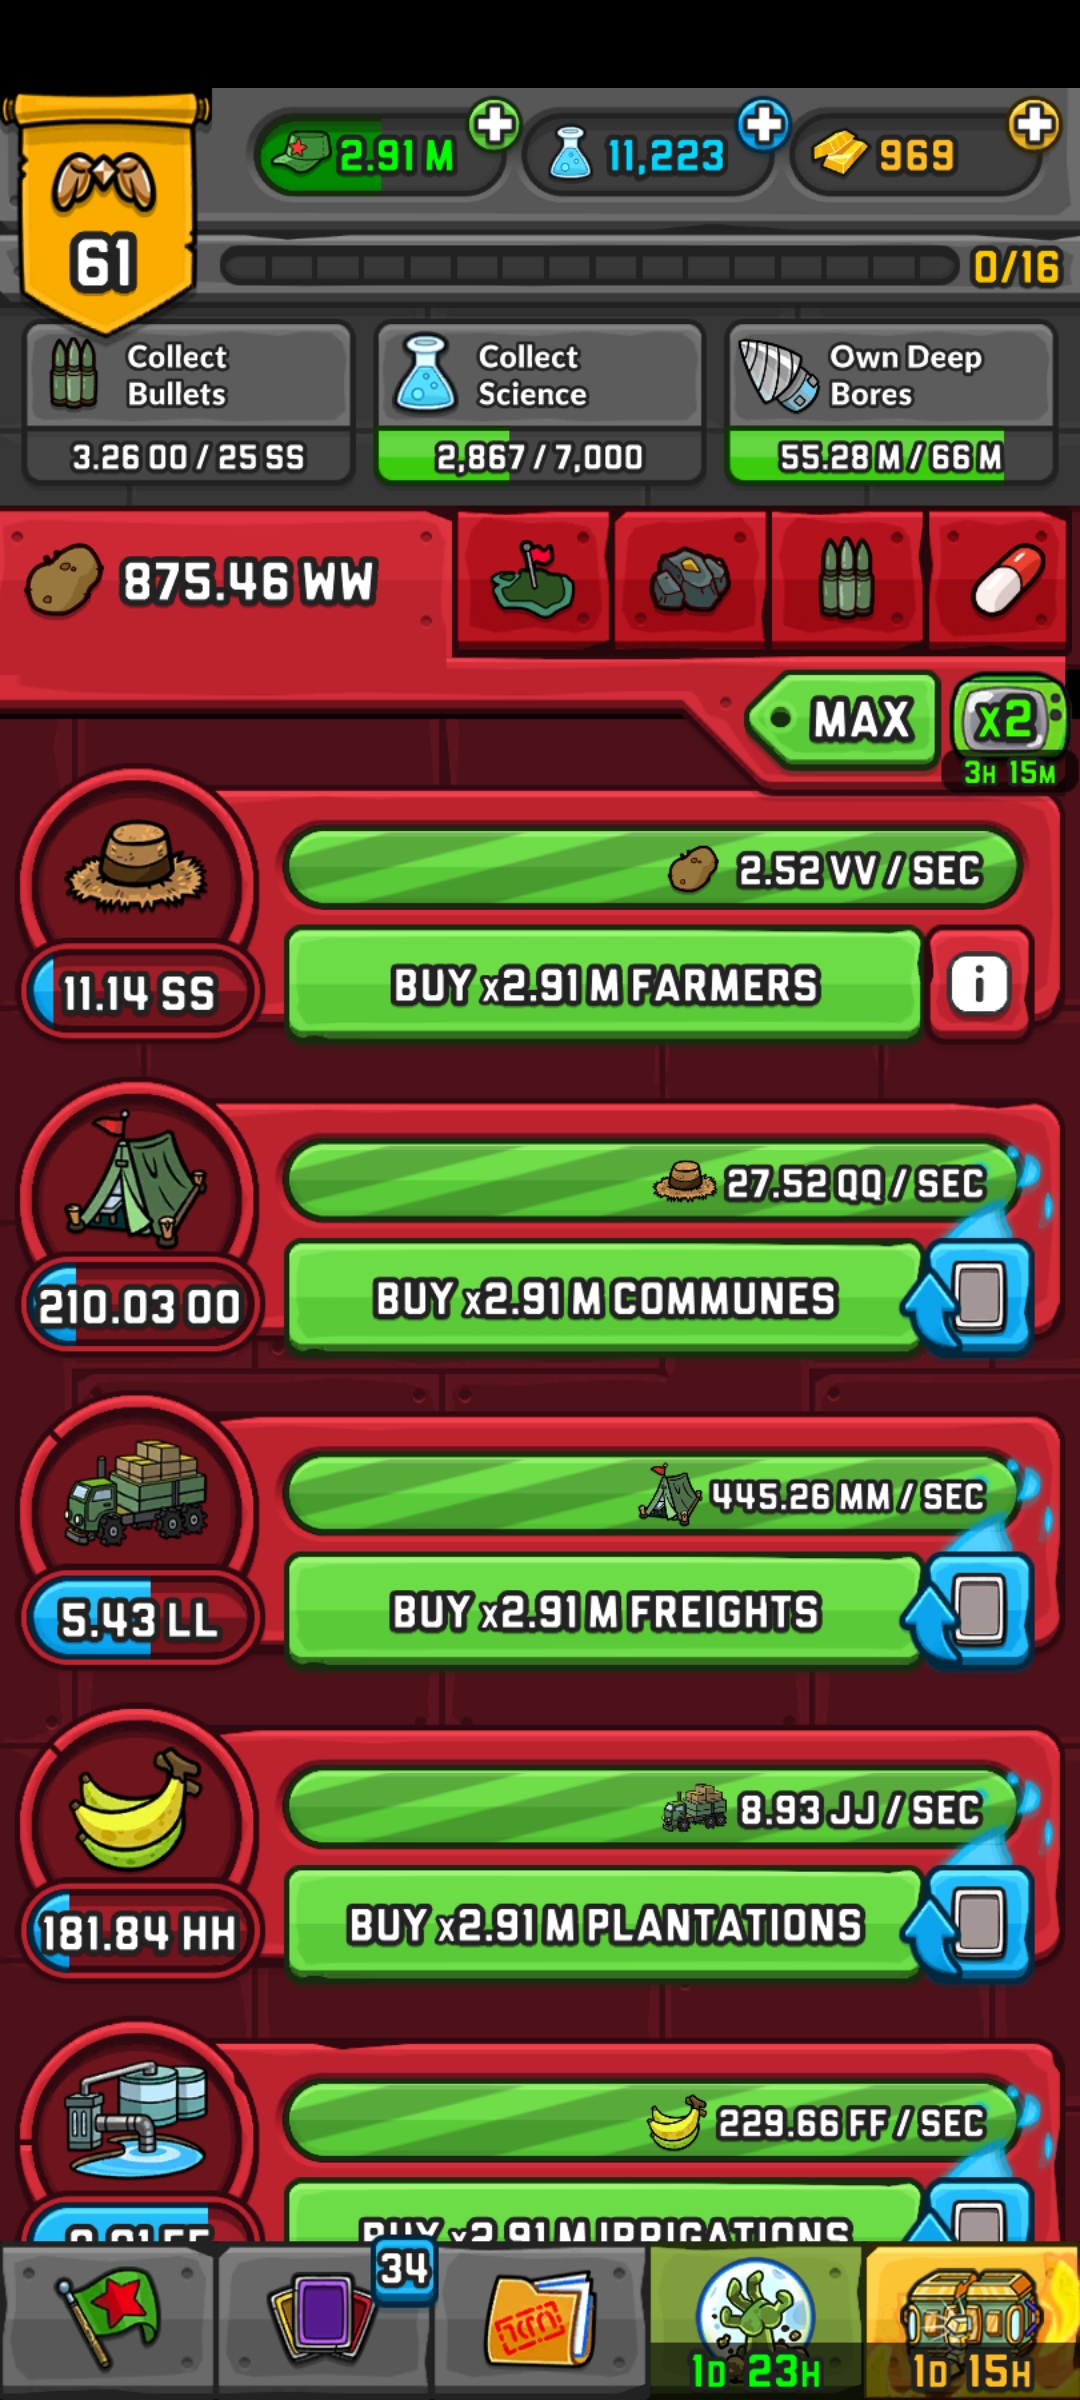 2.91 M
11,223
969
61
0/16
Collect
Bullets
3.26 OO / 25 SS
Collect
Science
2,867 / 7,000
Own Deep
Bores
55.28 M / 66 M
875.46 WW
MAX
x2
3H 15M
2.52 VV / SEC
11.14 SS
BUY x2.91 M FARMERS
i
27.52 QQ / SEC
210.03 OO
BUY x2.91 M COMMUNES
445.26 MM / SEC
5.43 LL
BUY x2.91 M FREIGHTS
8.93 JJ / SEC
181.84 HH
BUY x2.91 M PLANTATIONS
229.66 FF / SEC
BUY x2.91 M IRRIGATIONS
34
1D 23H
1D 15H